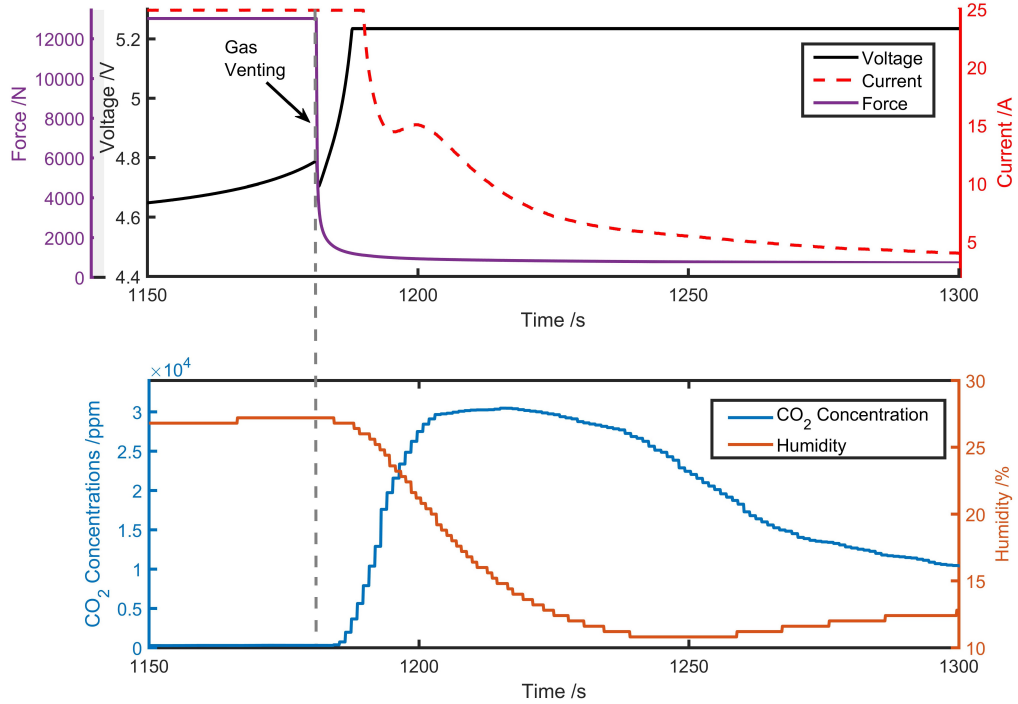 Force /N
12000
10000
8000
6000
4000
2000
0
Voltage /V
5.2
5
4.8
4.6
4.4
Gas
Venting
Voltage
Current
Force
25
20
15
10
5
Current /A
1150
1200
1250
1300
Time /s
×10⁴
CO₂ Concentrations /ppm
3
2.5
2
1.5
1
0.5
0
CO₂ Concentration
Humidity
30
25
20
15
10
Humidity /%
1150
1200
1250
1300
Time /s